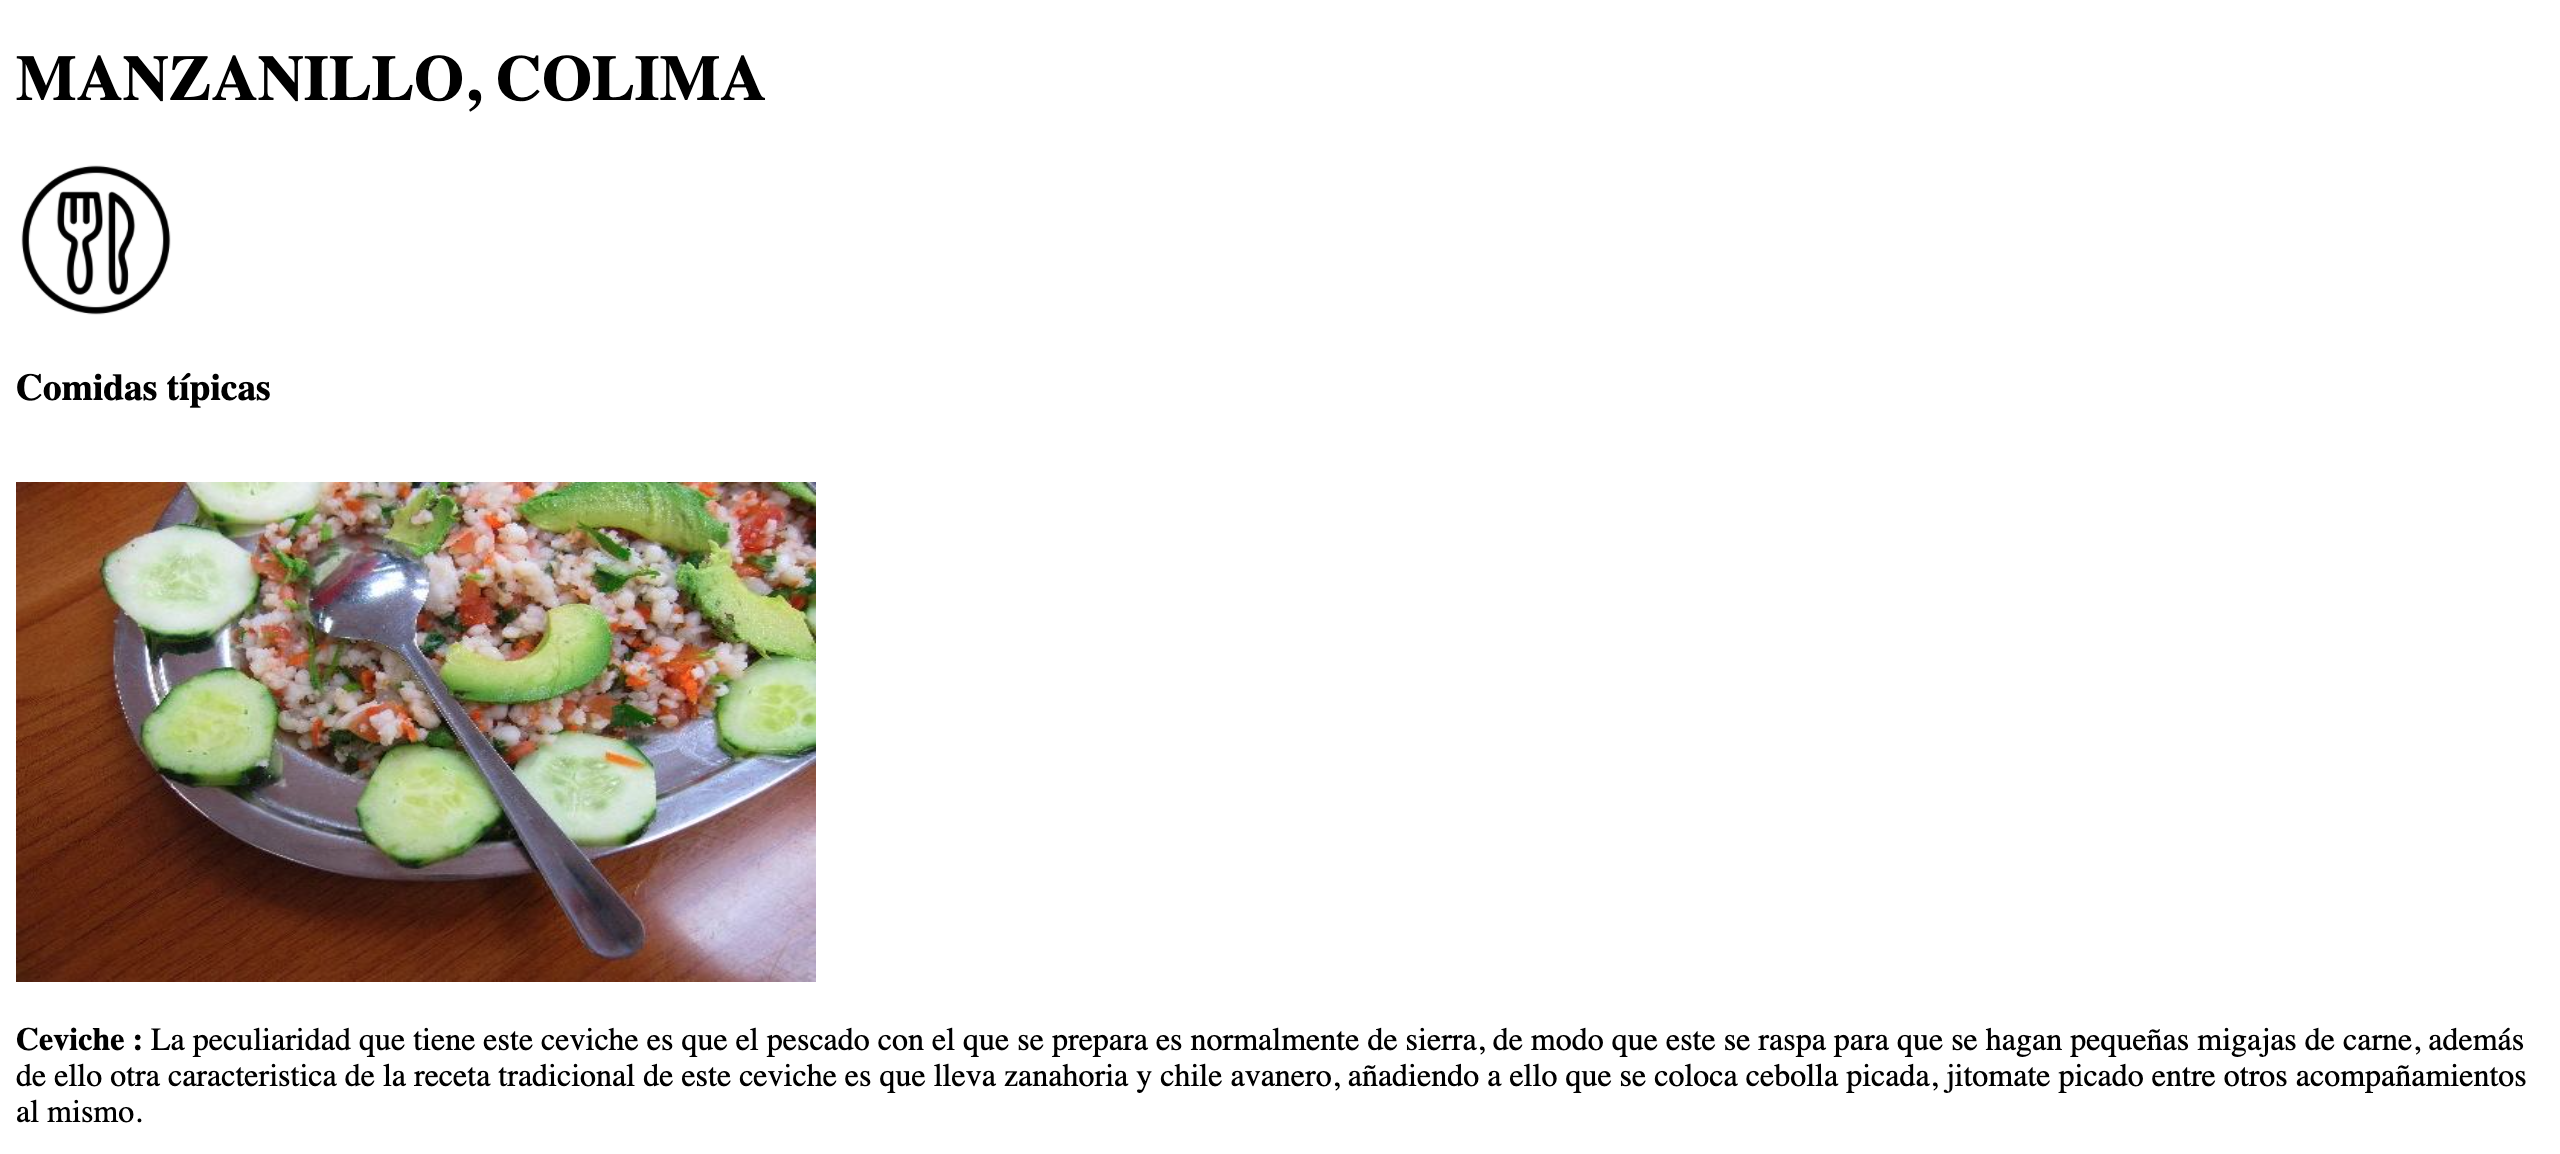 MANZANILLO, COLIMA
Comidas típicas
Ceviche : La peculiaridad que tiene este ceviche es que el pescado con el que se prepara es normalmente de sierra, de modo que este se raspa para que se hagan pequeñas migajas de carne, además
de ello otra caracteristica de la receta tradicional de este ceviche es que lleva zanahoria y chile avanero, añadiendo a ello que se coloca cebolla picada, jitomate picado entre otros acompañamientos
al mismo.